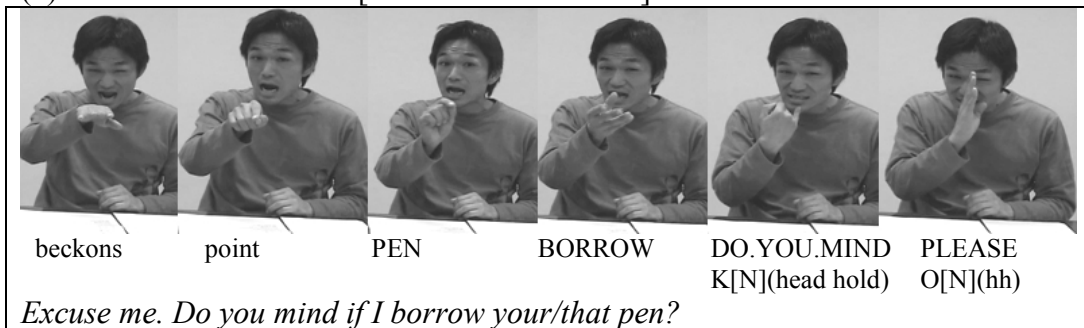 beckons point PEN BORROW DO.YOU.MIND PLEASE
K[N](head hold) O[N](hh)
Excuse me. Do you mind if I borrow your/that pen?